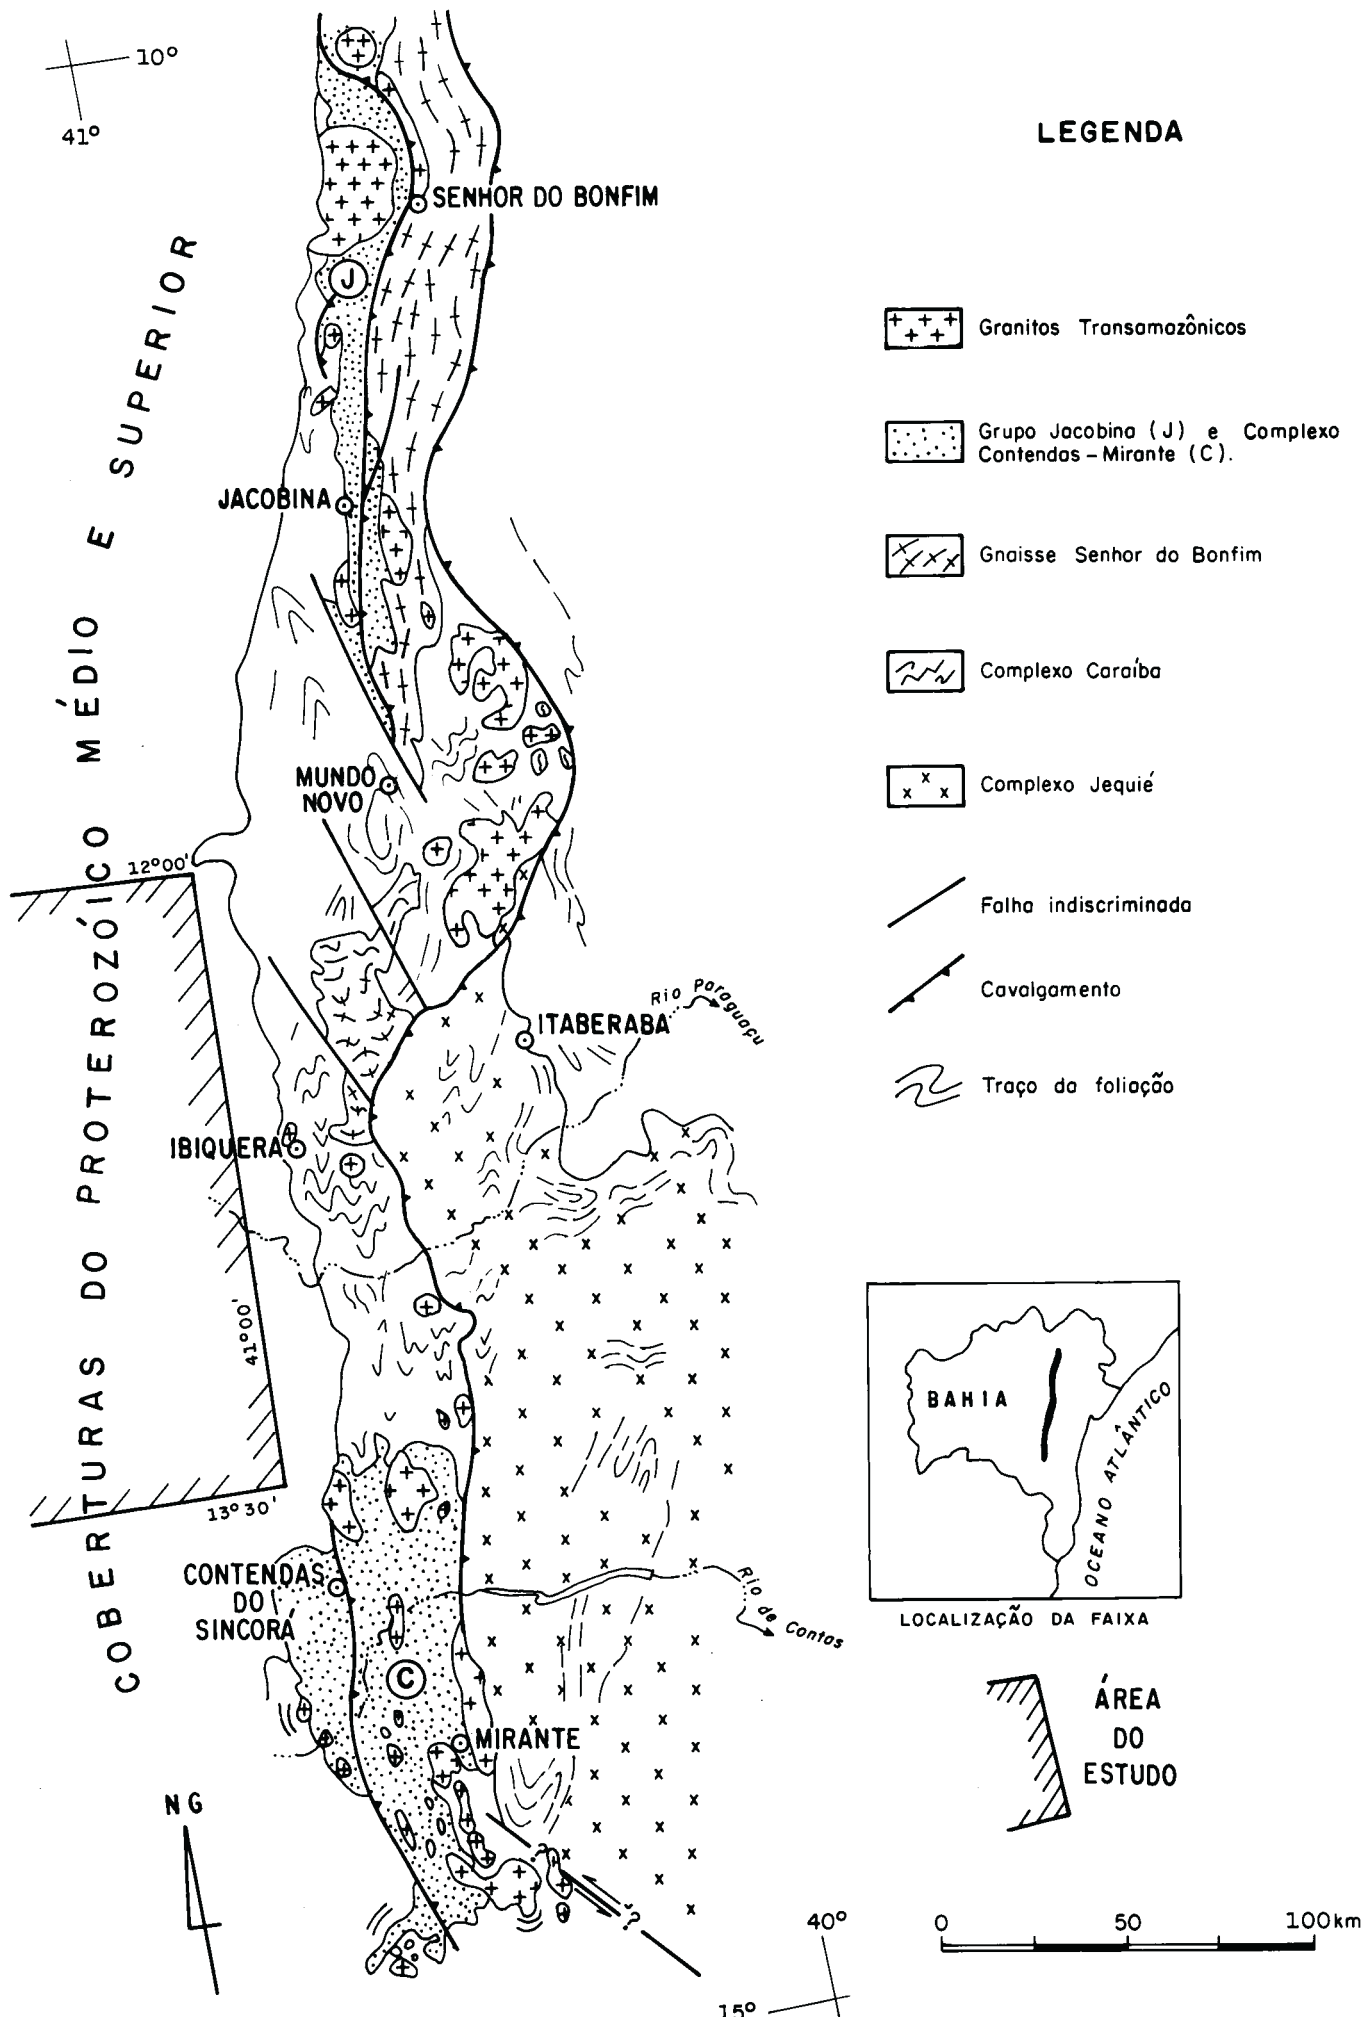 10°
41°
LEGENDA
SENHOR DO BONFIM
J
Granitos Transamazônicos
Grupo Jacobina (J) e Complexo
Contendas-Mirante (C).
JACOBINA
Gnaisse Senhor do Bonfim
Complexo Caraíba
MUNDO
NOVO
Complexo Jequié
12°00'
Falha indiscriminada
Cavalgamento
Rio Paraguaçu
ITABERABA
Traço da foliação
IBIQUERA
COBERTURAS DO PROTEROZÓICO MÉDIO E SUPERIOR
41°00'
BAHIA
OCEANO ATLÂNTICO
13°30'
LOCALIZAÇÃO DA FAIXA
CONTENDAS
DO
SINCORÁ
Rio de Contas
C
MIRANTE
ÁREA
DO
ESTUDO
NG
?
?
40°
0 50 100km
15°